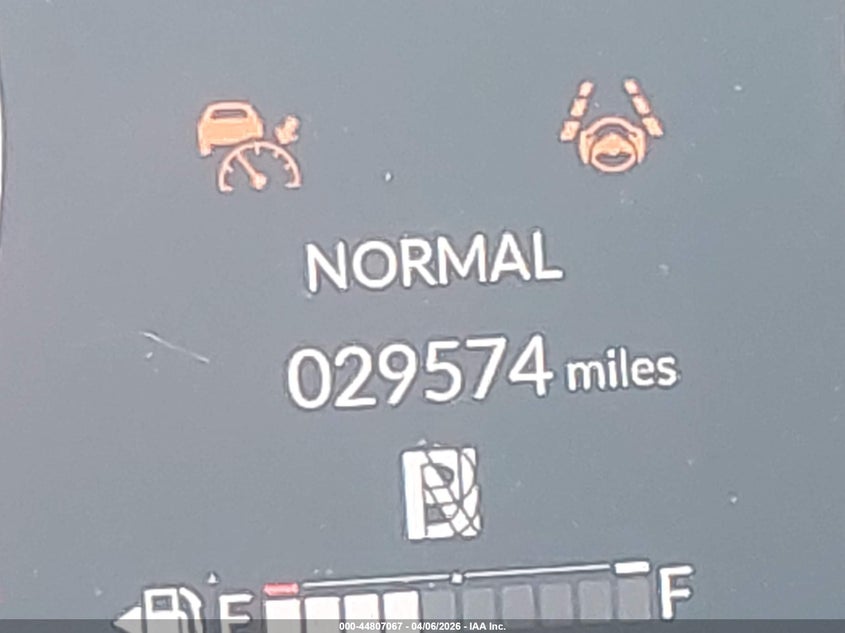 NORMAL
029574 miles
E F
000-44807067 - 04/06/2026 - IAA Inc.